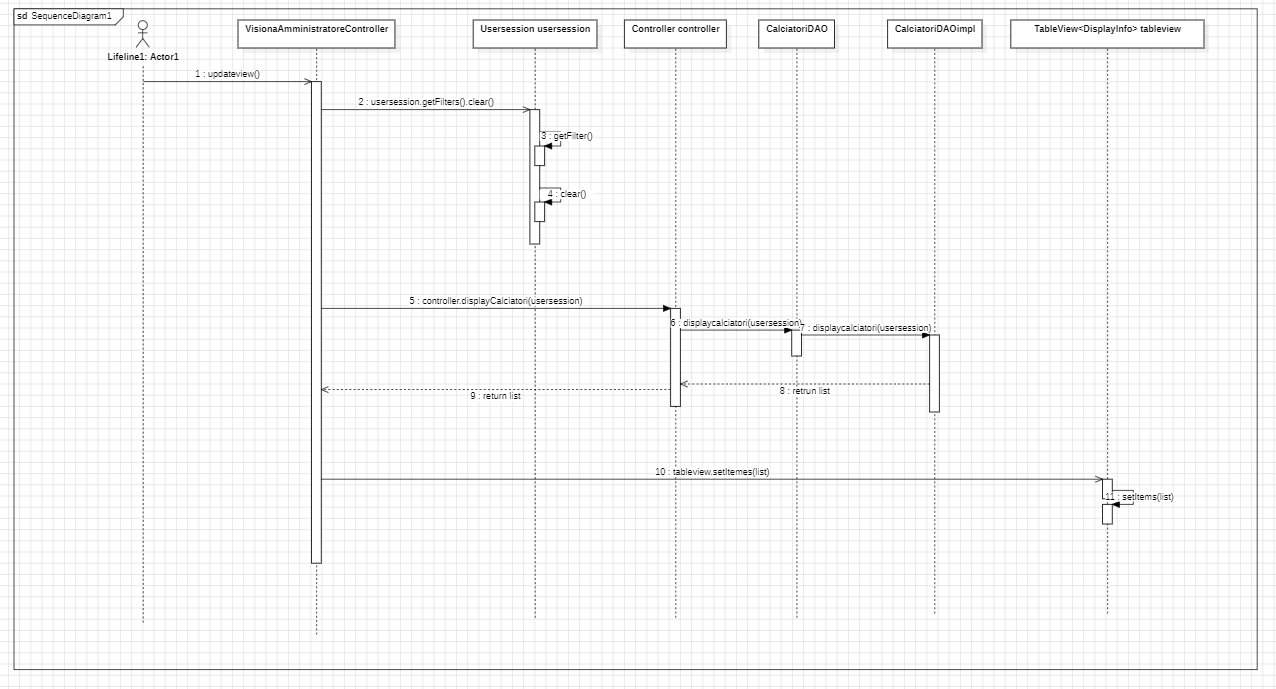 sd SequenceDiagram1
Lifeline1: Actor1
VisionaAmministratoreController
Usersession usersession
Controller controller
CalciatoriDAO
CalciatoriDAOimpl
TableView<DisplayInfo> tableview
1 : updateview()
2 : usersession.getFilters().clear()
3 : getFilter()
4 : clear()
5 : controller.displayCalciatori(usersession)
6 : displaycalciatori(usersession)
7 : displaycalciatori(usersession)
8 : retrun list
9 : return list
10 : tableview.setItemes(list)
11 : setItems(list)